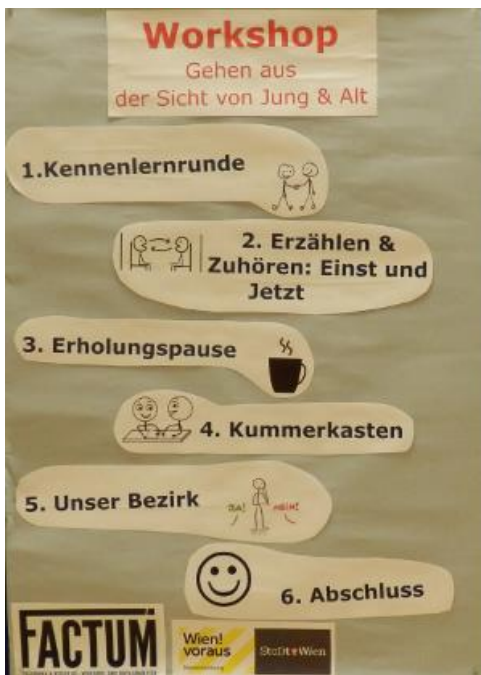 Workshop
Gehen aus
der Sicht von Jung & Alt
1.Kennenlernrunde
2. Erzählen &
Zuhören: Einst und
Jetzt
3. Erholungspause
4. Kummerkasten
5. Unser Bezirk
JA!
NEIN!
6. Abschluss
FACTUM
Wien!
voraus
StaDt Wien